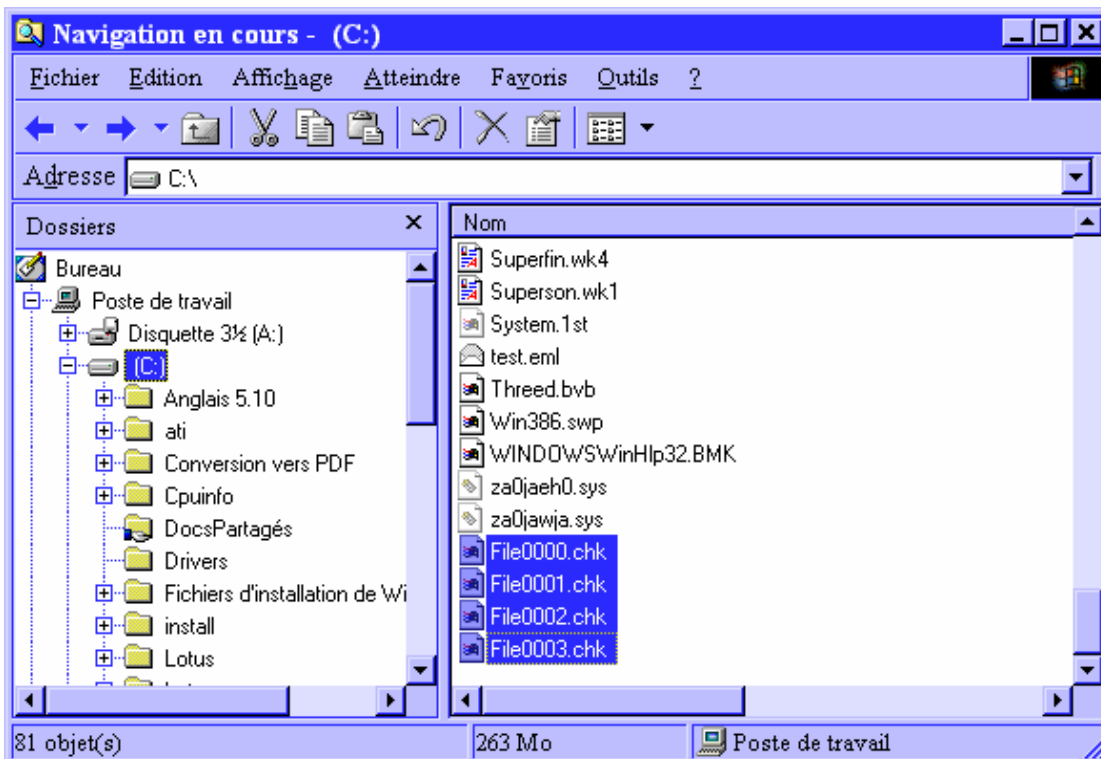 Navigation en cours - (C:)
Fichier Edition Affichage Atteindre Favoris Outils ?
Adresse C:\
Dossiers
Bureau
Poste de travail
Disquette 3½ (A:)
(C:)
Anglais 5.10
ati
Conversion vers PDF
Cpuinfo
DocsPartagés
Drivers
Fichiers d'installation de Wi
install
Lotus
Nom
Superfin.wk4
Superson.wk1
System.1st
test.eml
Threed.bvb
Win386.swp
WINDOWSWinHlp32.BMK
za0jaeh0.sys
za0jawja.sys
File0000.chk
File0001.chk
File0002.chk
File0003.chk
81 objet(s) 263 Mo Poste de travail